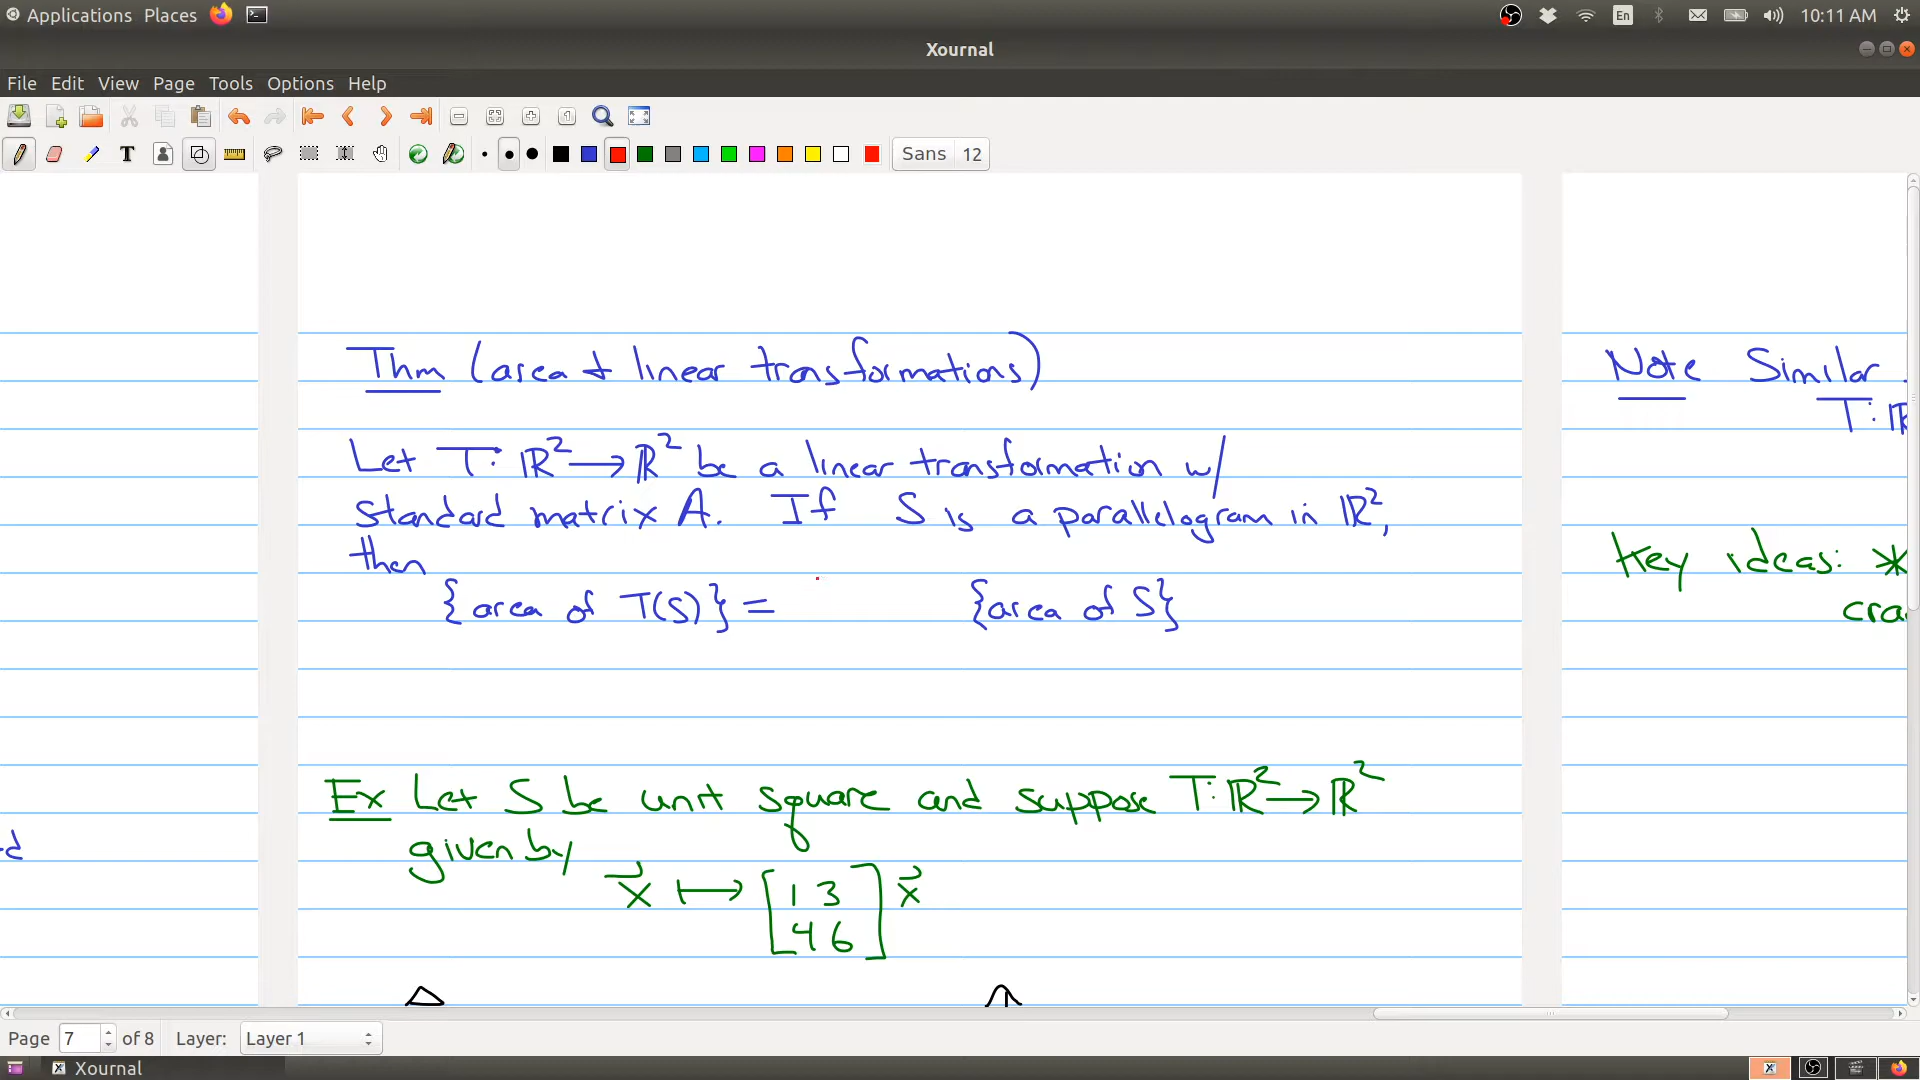 Applications Places En 10:11 AM
Xournal
File Edit View Page Tools Options Help
Sans 12
Thm (area & linear transformations)
Let T: ℝ² → ℝ² be a linear transformation w/
standard matrix A. If S is a parallelogram in ℝ²,
then
{area of T(S)} = {area of S}
Ex Let S be unit square and suppose T: ℝ² → ℝ²
given by
x⃗ ↦ [1 3
4 6] x⃗
Note Similar
T: ℝ
Key ideas: *
cra
d
Page 7 of 8 Layer: Layer 1
Xournal